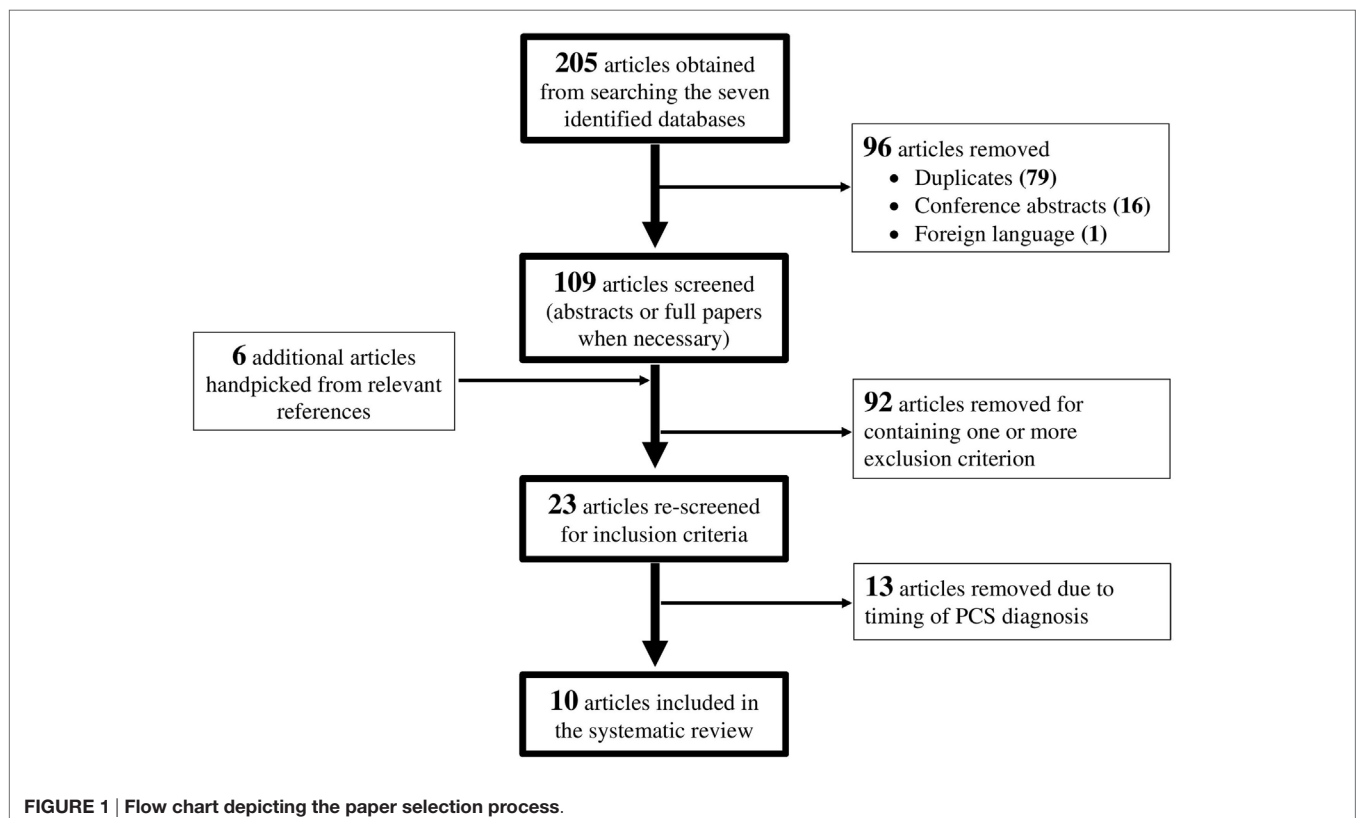 205 articles obtained
from searching the seven
identified databases
96 articles removed
• Duplicates (79)
• Conference abstracts (16)
• Foreign language (1)
109 articles screened
(abstracts or full papers
when necessary)
6 additional articles
handpicked from relevant
references
92 articles removed for
containing one or more
exclusion criterion
23 articles re-screened
for inclusion criteria
13 articles removed due to
timing of PCS diagnosis
10 articles included in
the systematic review
FIGURE 1 | Flow chart depicting the paper selection process.